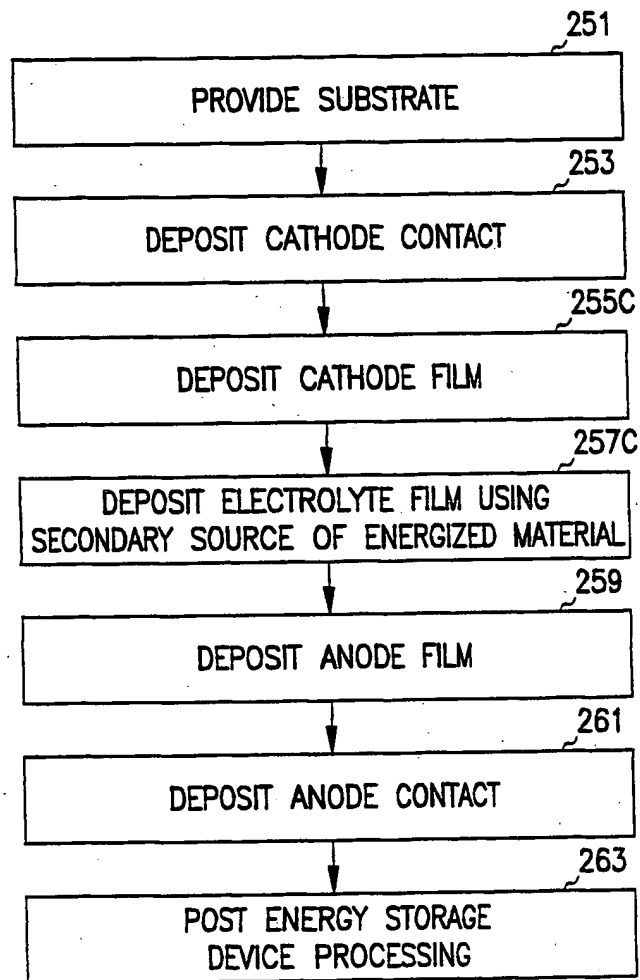 251
PROVIDE SUBSTRATE
253
DEPOSIT CATHODE CONTACT
255C
DEPOSIT CATHODE FILM
257C
DEPOSIT ELECTROLYTE FILM USING
SECONDARY SOURCE OF ENERGIZED MATERIAL
259
DEPOSIT ANODE FILM
261
DEPOSIT ANODE CONTACT
263
POST ENERGY STORAGE
DEVICE PROCESSING